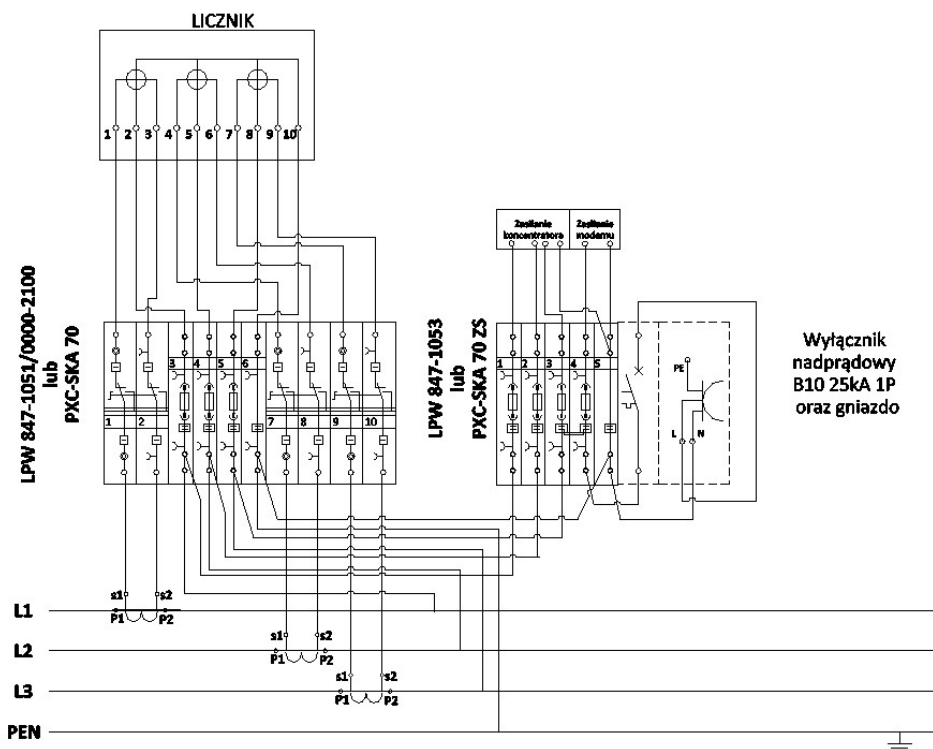 LICZNIK
1 2 3 4 5 6 7 8 9 10
Zasilanie
koncentratora
Zasilanie
modemu
LPW 847-1051/0000-2100
lub
PXC-SKA 70
3 4 5 6
1 2 7 8 9 10
LPW 847-1053
lub
PXC-SKA 70 ZS
1 2 3 4 5
PE
L N
Wyłącznik
nadprądowy
B10 25kA 1P
oraz gniazdo
s1 s2
L1
P1 P2
s1 s2
L2
P1 P2
s1 s2
L3
P1 P2
PEN